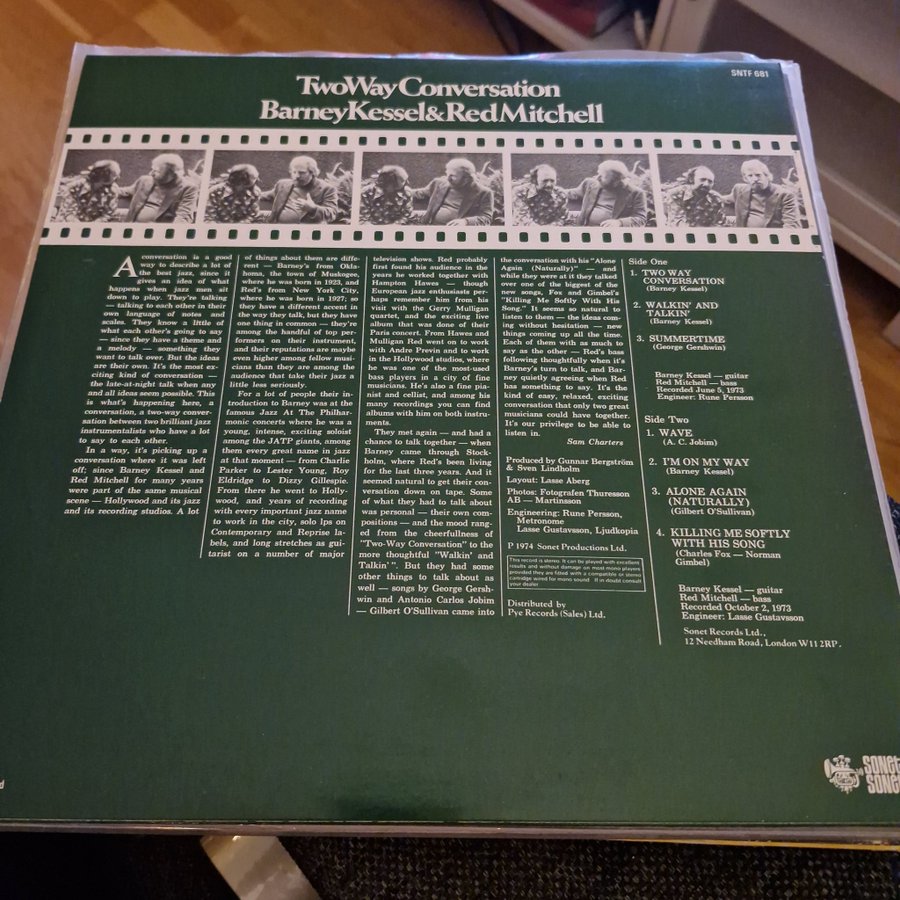 SNTF 681
Two Way Conversation
Barney Kessel & Red Mitchell
A conversation is a good
way to describe a lot of
the best jazz, since it
gives an idea of what
happens when jazz men sit
down to play. They're talking
— talking to each other in their
own language of notes and
scales. They know a little of
what each other's going to say
— since they have a theme and
a melody — something they
want to talk over. But the ideas
are their own. It's the most ex-
citing kind of conversation —
the late-at-night talk when any
and all ideas seem possible. This
is what's happening here, a
conversation, a two-way conver-
sation between two brilliant jazz
instrumentalists who have a lot
to say to each other.
In a way, it's picking up a
conversation where it was left
off; since Barney Kessel and
Red Mitchell for many years
were part of the same musical
scene — Hollywood and its jazz
and its recording studios. A lot
of things about them are diffe-
rent — Barney's from Okla-
homa, the town of Muskogee,
where he was born in 1923, and
Red's from New York City,
where he was born in 1927; so
they have a different accent in
the way they talk, but they have
one thing in common — they're
among the handful of top per-
formers on their instrument,
and their reputations are maybe
even higher among fellow musi-
cians than they are among the
audience that take their jazz a
little less seriously.
For a lot of people their in-
troduction to Barney was at the
famous Jazz At The Philhar-
monic concerts where he was a
young, intense, exciting soloist
among the JATP giants, among
them every great name in jazz
at that moment — from Charlie
Parker to Lester Young, Roy
Eldridge to Dizzy Gillespie.
From there he went to Holly-
wood, and years of recording
with every important jazz name
to work in the city, solo lps on
Contemporary and Reprise la-
bels, and long stretches as gui-
tarist on a number of major
television shows. Red probably
first found his audience in the
years he worked together with
Hampton Hawes — though
European jazz enthusiasts per-
haps remember him from his
visit with the Gerry Mulligan
quartet, and the exciting live
album that was done of their
Paris concert. From Hawes and
Mulligan Red went on to work
with Andre Previn and to work
in the Hollywood studios, where
he was one of the most-used
bass players in a city of fine
musicians. He's also a fine pia-
nist and cellist, and among his
many recordings you can find
albums with him on both instru-
ments.
They met again — and had a
chance to talk together — when
Barney came through Stock-
holm, where Red's been living
for the last three years. And it
seemed natural to get their con-
versation down on tape. Some
of what they had to talk about
was personal — their own com-
positions — and the mood rang-
ed from the cheerfullness of
"Two-Way Conversation" to the
more thoughtful "Walkin' and
Talkin'". But they had some
other things to talk about as
well — songs by George Gersh-
win and Antonio Carlos Jobim
— Gilbert O'Sullivan came into
the conversation with his "Alone
Again (Naturally)" — and
while they were at it they talked
over one of the biggest of the
new songs, Fox and Gimbel's
"Killing Me Softly With His
Song." It seems so natural to
listen to them — the ideas com-
ing without hesitation — new
things coming up all the time.
Each of them with as much to
say as the other — Red's bass
following thoughtfully when it's
Barney's turn to talk, and Bar-
ney quietly agreeing when Red
has something to say. It's the
kind of easy, relaxed, exciting
conversation that only two great
musicians could have together.
It's our privilege to be able to
listen in.
Sam Charters
Produced by Gunnar Bergström
& Sven Lindholm
Layout: Lasse Åberg
Photos: Fotografen Thuresson
AB — Martinsson
Engineering: Rune Persson,
Metronome
Lasse Gustavsson, Ljudkopia
P 1974 Sonet Productions Ltd.
This record is stereo. It can be played with excellent
results and without damage on most mono players
provided they are fitted with a compatible or stereo
cartridge wired for mono sound. If in doubt consult
your dealer.
Distributed by
Pye Records (Sales) Ltd.
Side One
1. TWO WAY
CONVERSATION
(Barney Kessel)
2. WALKIN' AND
TALKIN'
(Barney Kessel)
3. SUMMERTIME
(George Gershwin)
Barney Kessel — guitar
Red Mitchell — bass
Recorded June 5, 1973
Engineer: Rune Persson
Side Two
1. WAVE
(A. C. Jobim)
2. I'M ON MY WAY
(Barney Kessel)
3. ALONE AGAIN
(NATURALLY)
(Gilbert O'Sullivan)
4. KILLING ME SOFTLY
WITH HIS SONG
(Charles Fox — Norman
Gimbel)
Barney Kessel — guitar
Red Mitchell — bass
Recorded October 2, 1973
Engineer: Lasse Gustavsson
Sonet Records Ltd.,
12 Needham Road, London W11 2RP.